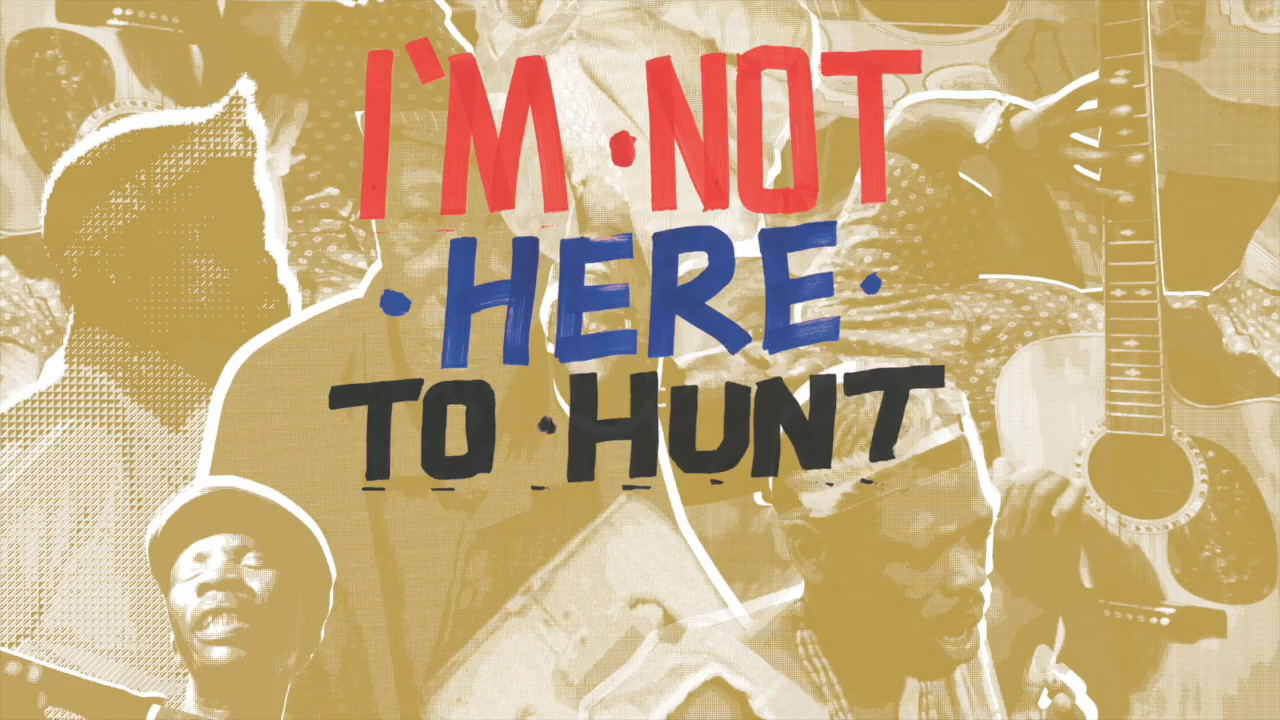 I'M • NOT
• HERE •
TO • HUNT